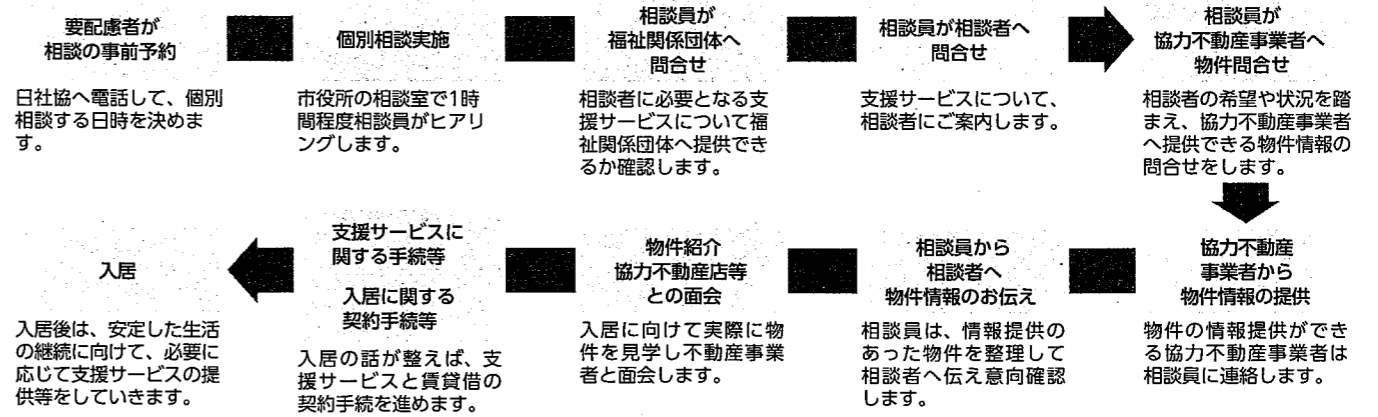 要配慮者が
相談の事前予約
日社協へ電話して、個別
相談する日時を決めま
す。
個別相談実施
市役所の相談室で1時
間程度相談員がヒアリ
ングします。
相談員が
福祉関係団体へ
問合せ
相談者に必要となる支
援サービスについて福
祉関係団体へ提供でき
るか確認します。
相談員が相談者へ
問合せ
支援サービスについて、
相談者にご案内します。
相談員が
協力不動産事業者へ
物件問合せ
相談者の希望や状況を踏
まえ、協力不動産事業者
へ提供できる物件情報の
問合せをします。
協力不動産
事業者から
物件情報の提供
物件の情報提供ができ
る協力不動産事業者は
相談員に連絡します。
相談員から
相談者へ
物件情報のお伝え
相談員は、情報提供の
あった物件を整理して
相談者へ伝え意向確認
します。
物件紹介
協力不動産店等
との面会
入居に向けて実際に物
件を見学し不動産事業
者と面会します。
支援サービスに
関する手続等
入居に関する
契約手続等
入居の話が整えば、支
援サービスと賃貸借の
契約手続を進めます。
入居
入居後は、安定した生活
の継続に向けて、必要に
応じて支援サービスの提
供等をしていきます。